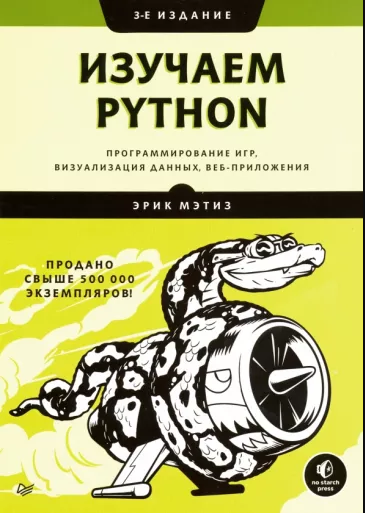 3-Е ИЗДАНИЕ
ИЗУЧАЕМ
PYTHON
ПРОГРАММИРОВАНИЕ ИГР,
ВИЗУАЛИЗАЦИЯ ДАННЫХ, ВЕБ-ПРИЛОЖЕНИЯ
ЭРИК МЭТИЗ
ПРОДАНО
СВЫШЕ 500 000
ЭКЗЕМПЛЯРОВ!
no starch
press